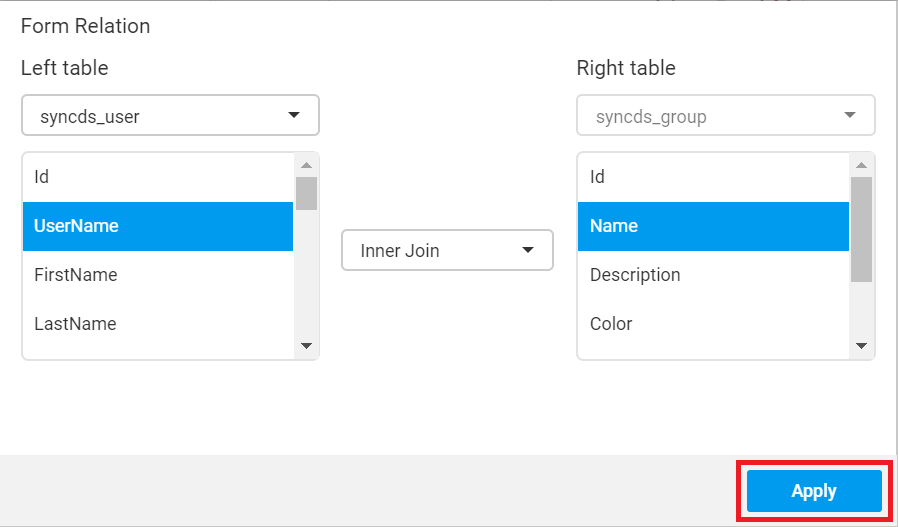 Form Relation
Left table
Right table
syncds_user
syncds_group
Id
UserName
FirstName
LastName
Inner Join
Id
Name
Description
Color
Apply